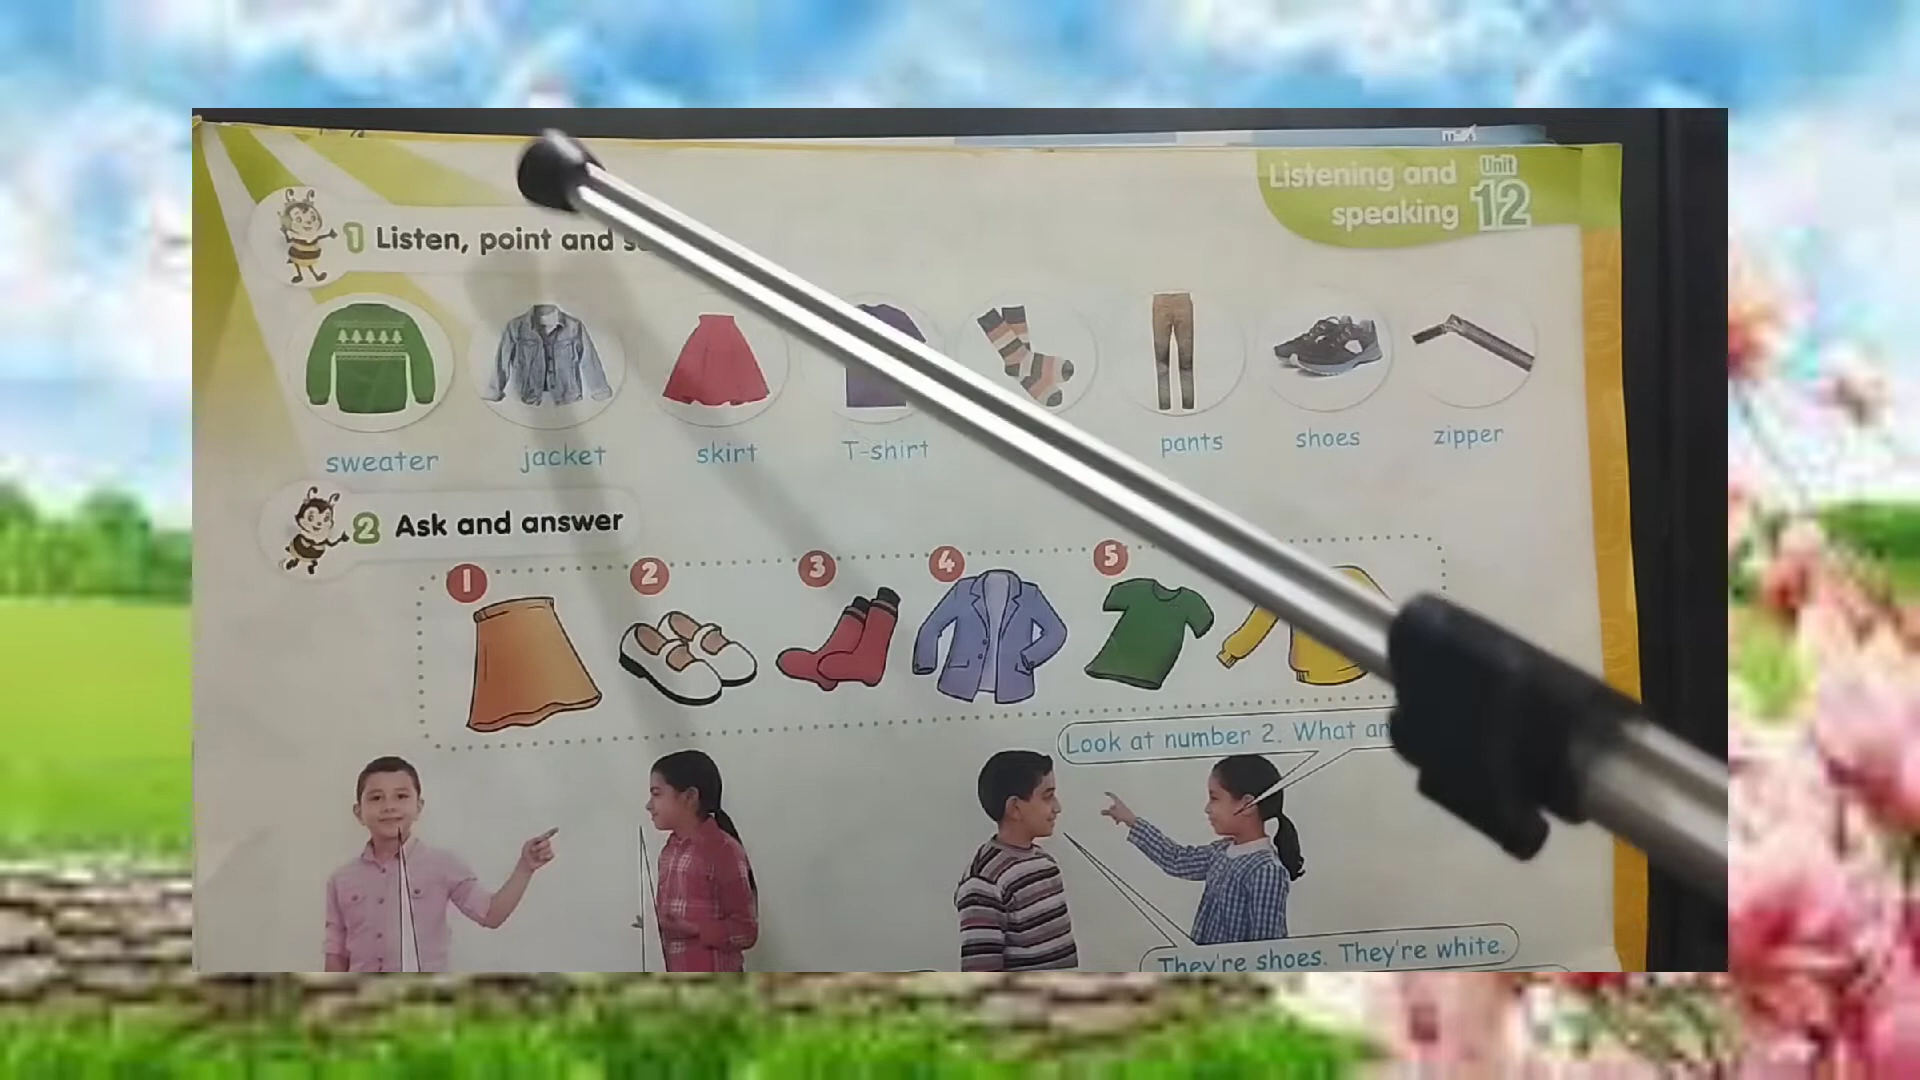 Listening and
speaking
Unit
12
1 Listen, point and
sweater
jacket
skirt
T-shirt
pants
shoes
zipper
2 Ask and answer
1
2
3
4
5
Look at number 2. What
They're shoes. They're white.